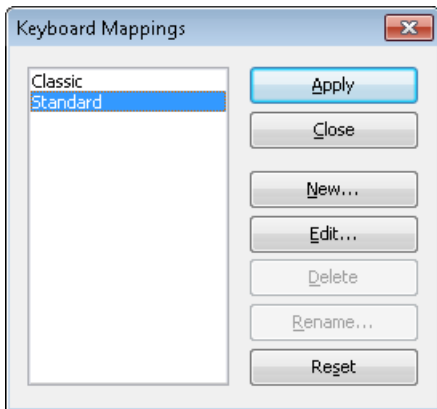 Keyboard Mappings
Classic
Standard
Apply
Close
New...
Edit...
Delete
Rename...
Reset